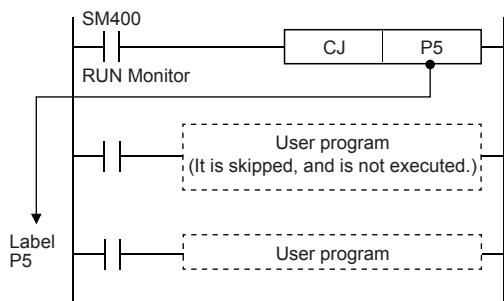 SM400
CJ P5
RUN Monitor
User program
(It is skipped, and is not executed.)
Label
P5
User program